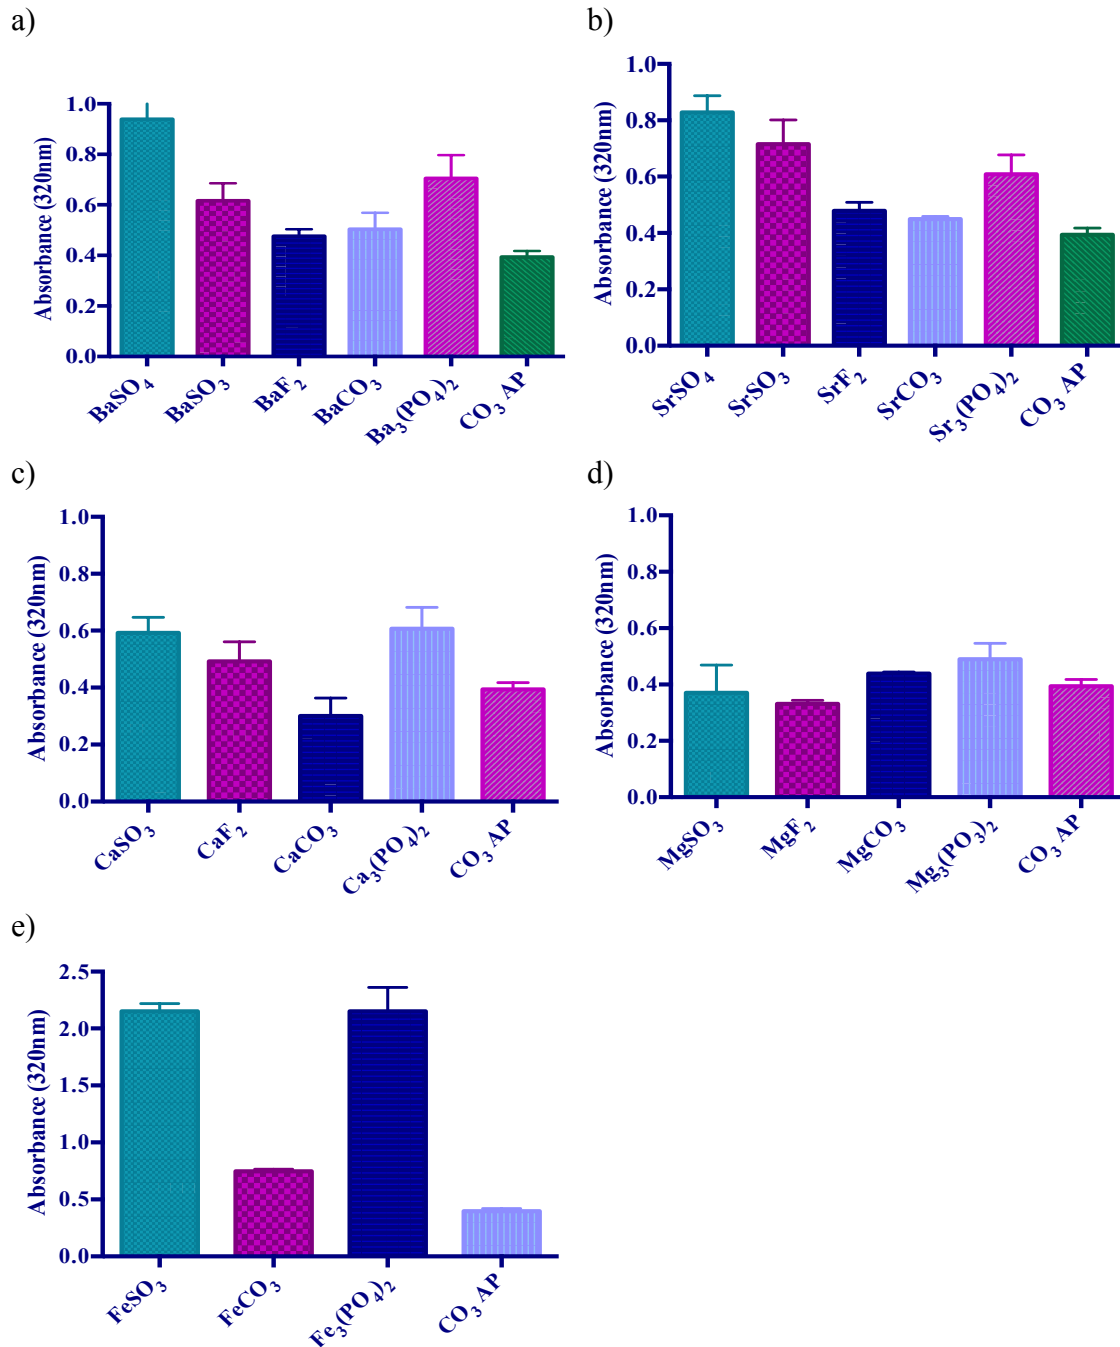 a)
Absorbance (320nm)
1.0
0.8
0.6
0.4
0.2
0.0
BaSO4
BaSO3
BaF2
BaCO3
Ba3(PO4)2
CO3 AP
b)
Absorbance (320nm)
1.0
0.8
0.6
0.4
0.2
0.0
SrSO4
SrSO3
SrF2
SrCO3
Sr3(PO4)2
CO3 AP
c)
Absorbance (320nm)
1.0
0.8
0.6
0.4
0.2
0.0
CaSO3
CaF2
CaCO3
Ca3(PO4)2
CO3 AP
d)
Absorbance (320nm)
1.0
0.8
0.6
0.4
0.2
0.0
MgSO3
MgF2
MgCO3
Mg3(PO3)2
CO3 AP
e)
Absorbance (320nm)
2.5
2.0
1.5
1.0
0.5
0.0
FeSO3
FeCO3
Fe3(PO4)2
CO3 AP